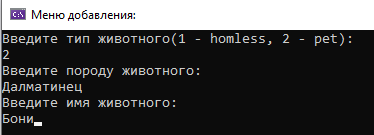 Меню добавления:
Введите тип животного(1 - homless, 2 - pet):
2
Введите породу животного:
Далматинец
Введите имя животного:
Бони